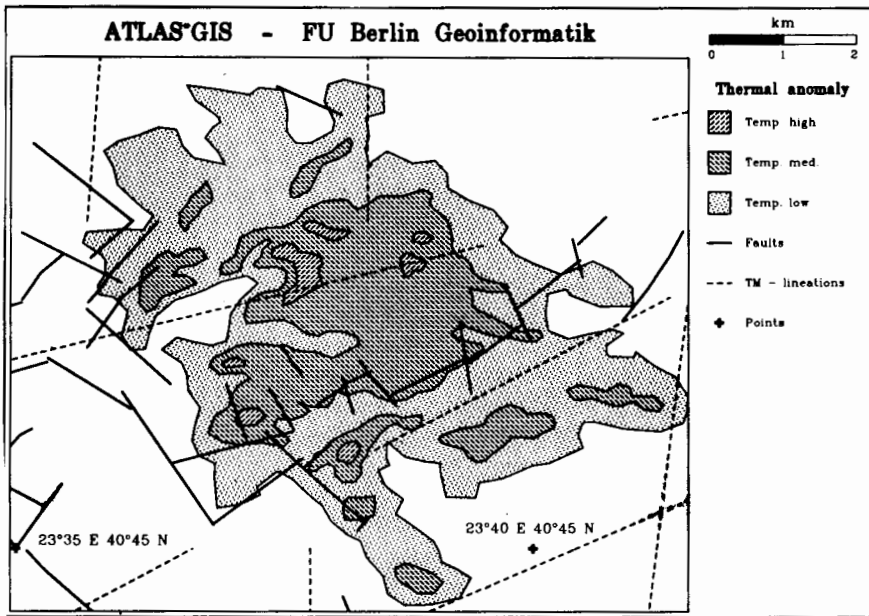 ATLAS*GIS - FU Berlin Geoinformatik
km
0 1 2
Thermal anomaly
Temp. high
Temp. med.
Temp. low
Faults
TM - lineations
Points
23°35 E 40°45 N
23°40 E 40°45 N